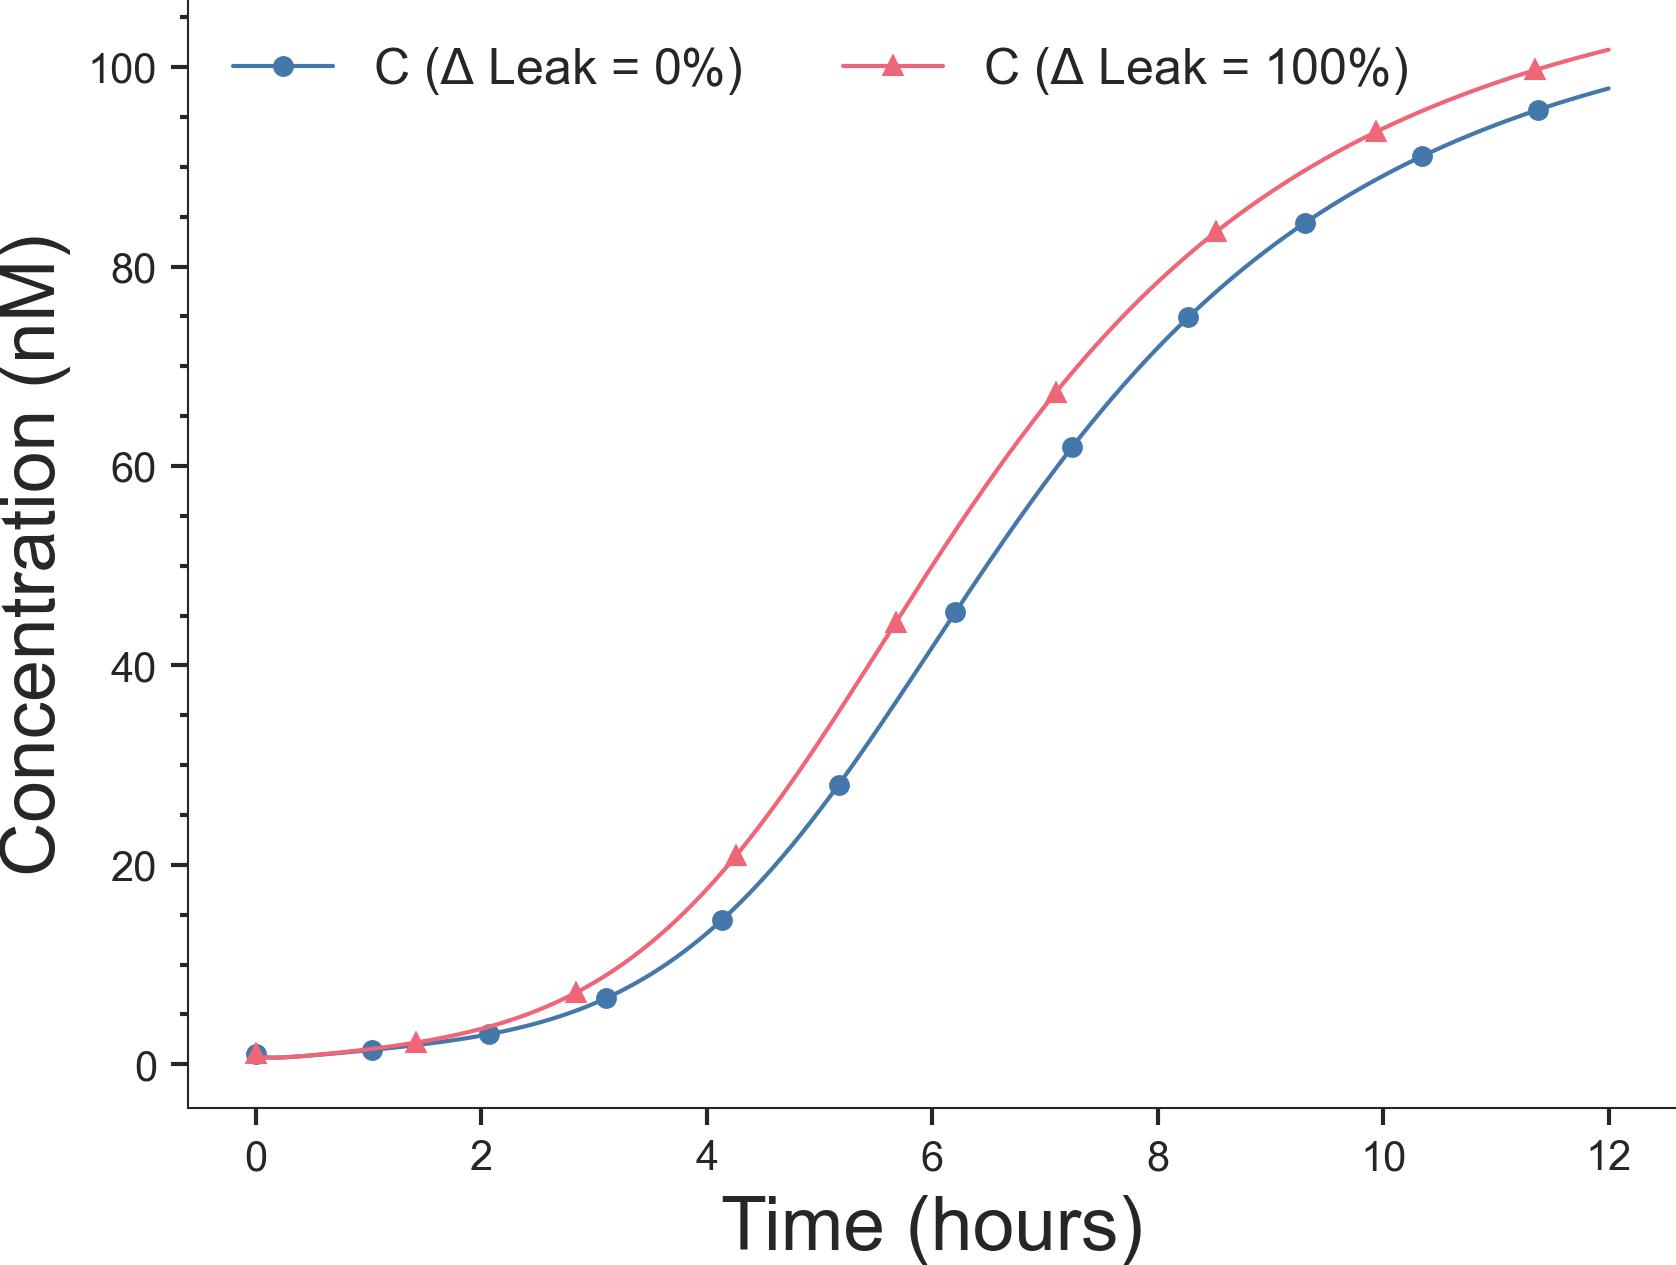 C (Δ Leak = 0%)
C (Δ Leak = 100%)
Concentration (nM)
100
80
60
40
20
0
0 2 4 6 8 10 12
Time (hours)